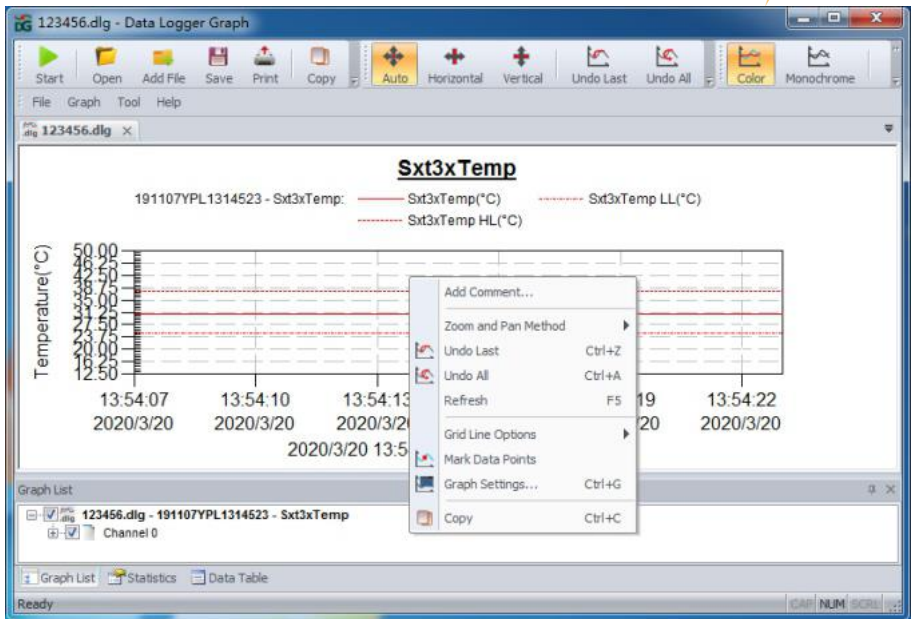 123456.dlg - Data Logger Graph
Start Open Add File Save Print Copy Auto Horizontal Vertical Undo Last Undo All Color Monochrome
File Graph Tool Help
123456.dlg
Sxt3xTemp
191107YPL1314523 - Sxt3xTemp: Sxt3xTemp(°C) Sxt3xTemp LL(°C)
Sxt3xTemp HL(°C)
Temperature(°C)
50.00
46.25
42.50
38.75
35.00
31.25
27.50
23.75
20.00
16.25
12.50
13:54:07 13:54:10 13:54:13 19 13:54:22
2020/3/20 2020/3/20 2020/3/2 20 2020/3/20
2020/3/20 13:5
Add Comment...
Zoom and Pan Method
Undo Last Ctrl+Z
Undo All Ctrl+A
Refresh F5
Grid Line Options
Mark Data Points
Graph Settings... Ctrl+G
Copy Ctrl+C
Graph List
123456.dlg - 191107YPL1314523 - Sxt3xTemp
Channel 0
Graph List Statistics Data Table
Ready CAP NUM SCRL